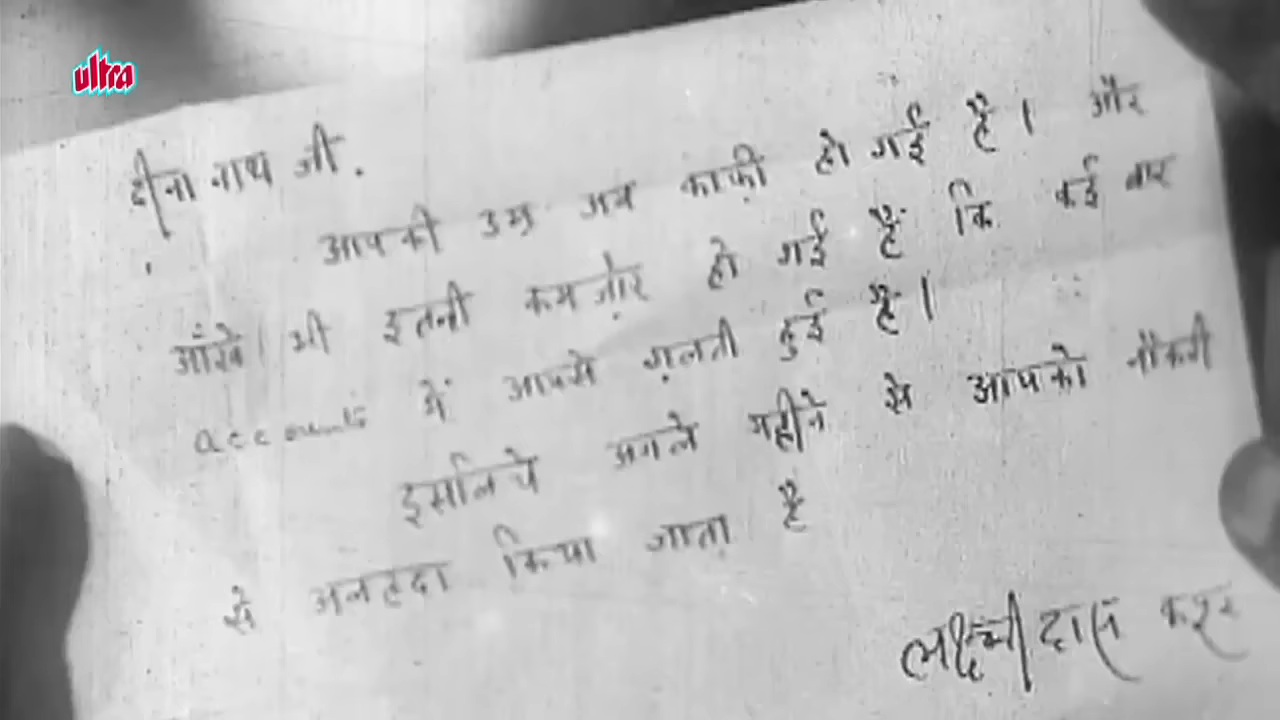 ultra
दीना नाथ जी.
आपकी उम्र अब काफ़ी हो गई है। और
आंखें भी इतनी कमज़ोर हो गई हैं कि कई बार
accounts में आपसे ग़लती हुई है।
इसलिये अगले महीने से आपको नौकरी
से अलहदा किया जाता है
लक्ष्मी दास